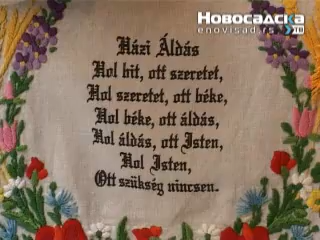 НОВОСАДСКА ТВ
enovisad.rs
Házi Áldás
Hol hit, ott szeretet,
Hol szeretet, ott béke,
Hol béke, ott áldás,
Hol áldás, ott Isten,
Hol Isten,
Ott szükség nincsen.